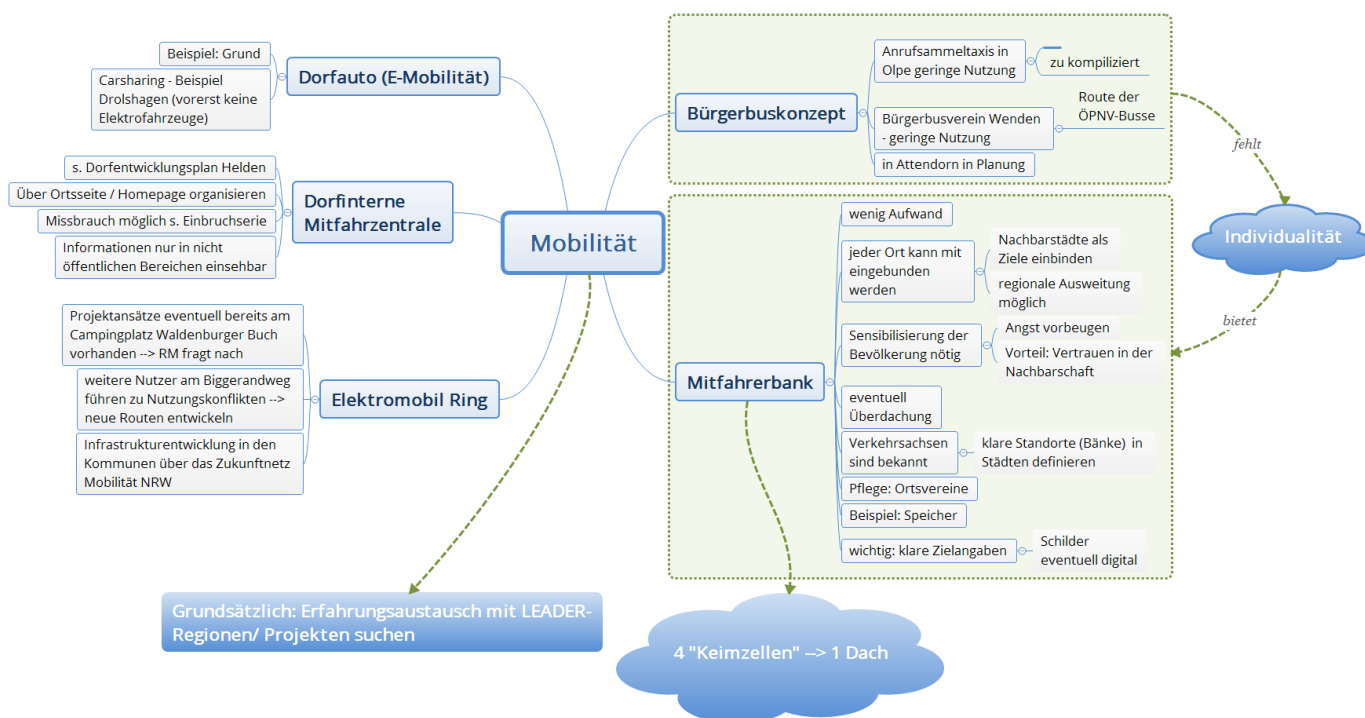 Mobilität
Dorfauto (E-Mobilität)
Beispiel: Grund
Carsharing - Beispiel
Drolshagen (vorerst keine
Elektrofahrzeuge)
Dorfinterne
Mitfahrzentrale
s. Dorfentwicklungsplan Helden
Über Ortsseite / Homepage organisieren
Missbrauch möglich s. Einbruchserie
Informationen nur in nicht
öffentlichen Bereichen einsehbar
Elektromobil Ring
Projektansätze eventuell bereits am
Campingplatz Waldenburger Buch
vorhanden --> RM fragt nach
weitere Nutzer am Biggerandweg
führen zu Nutzungskonflikten -->
neue Routen entwickeln
Infrastrukturentwicklung in den
Kommunen über das Zukunftnetz
Mobilität NRW
Bürgerbuskonzept
Anrufsammeltaxis in
Olpe geringe Nutzung
zu kompiliziert
Bürgerbusverein Wenden
- geringe Nutzung
Route der
ÖPNV-Busse
in Attendorn in Planung
fehlt
Individualität
bietet
Mitfahrerbank
wenig Aufwand
jeder Ort kann mit
eingebunden
werden
Nachbarstädte als
Ziele einbinden
regionale Ausweitung
möglich
Sensibilisierung der
Bevölkerung nötig
Angst vorbeugen
Vorteil: Vertrauen in der
Nachbarschaft
eventuell
Überdachung
Verkehrsachsen
sind bekannt
klare Standorte (Bänke) in
Städten definieren
Pflege: Ortsvereine
Beispiel: Speicher
wichtig: klare Zielangaben
Schilder
eventuell digital
Grundsätzlich: Erfahrungsaustausch mit LEADER-
Regionen/ Projekten suchen
4 "Keimzellen" --> 1 Dach